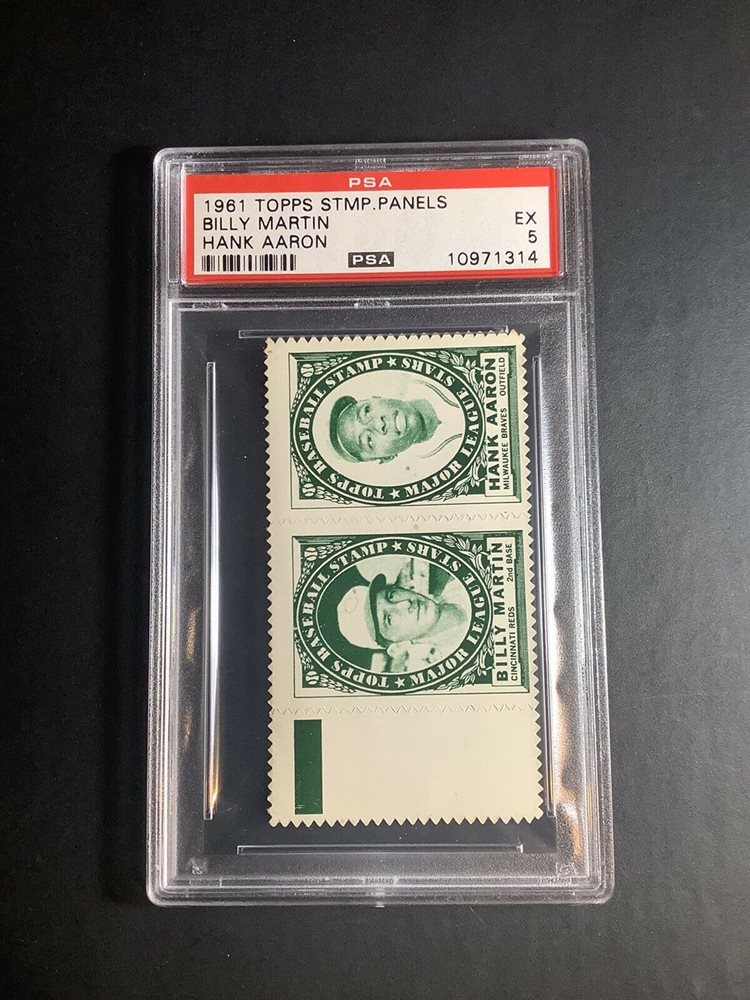 PSA
1961 TOPPS STMP.PANELS
BILLY MARTIN EX
HANK AARON 5
PSA 10971314
TOPPS BASEBALL STAMP ★ MAJOR LEAGUE STARS ★
HANK AARON
MILWAUKEE BRAVES OUTFIELD
TOPPS BASEBALL STAMP ★ MAJOR LEAGUE STARS ★
BILLY MARTIN
CINCINNATI REDS 2nd BASE